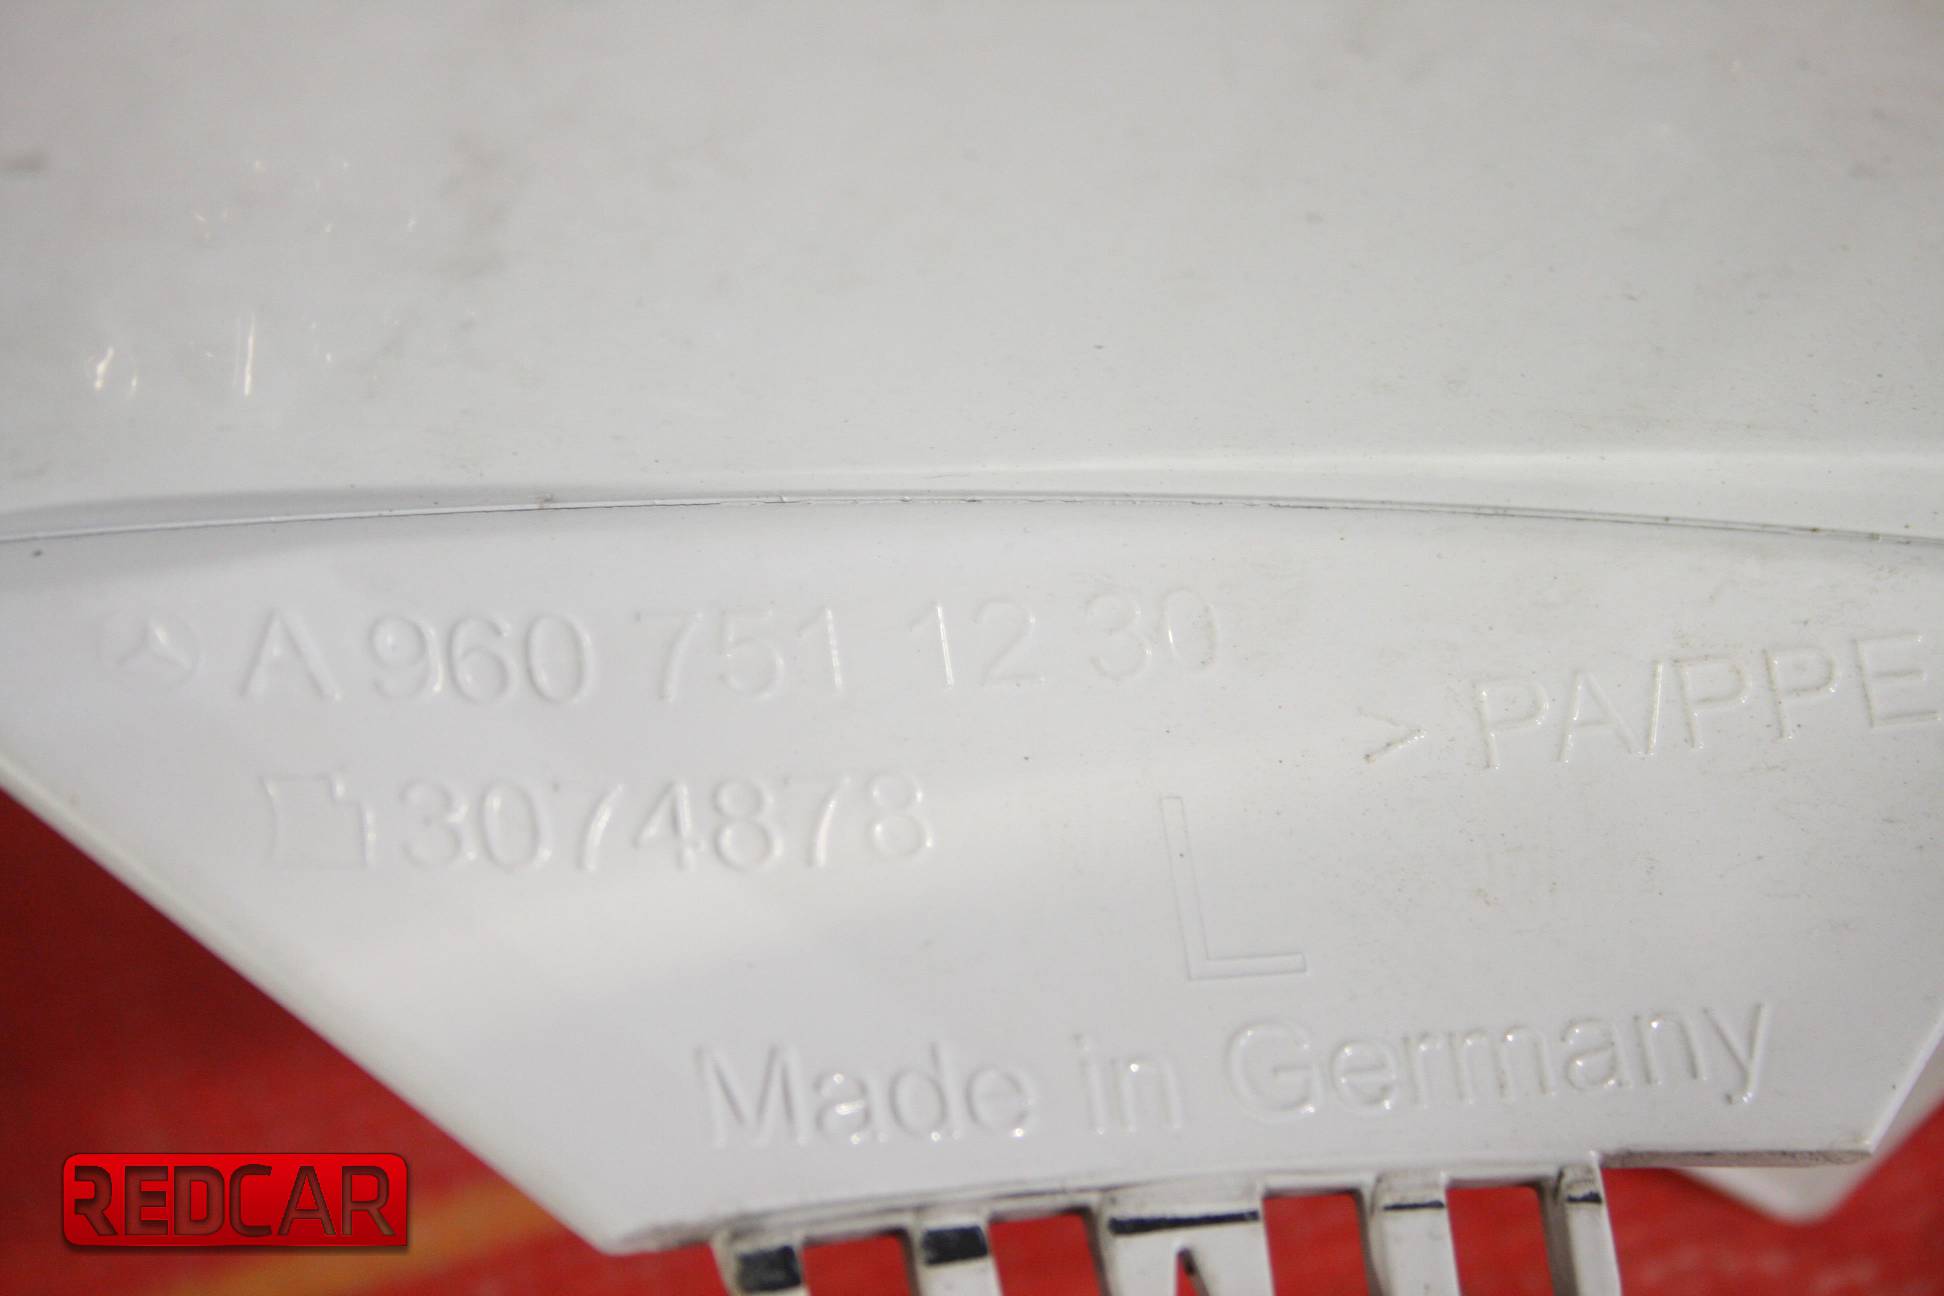 A 960 751 12 30
> PA/PPE
3074878
L
Made in Germany
REDCAR